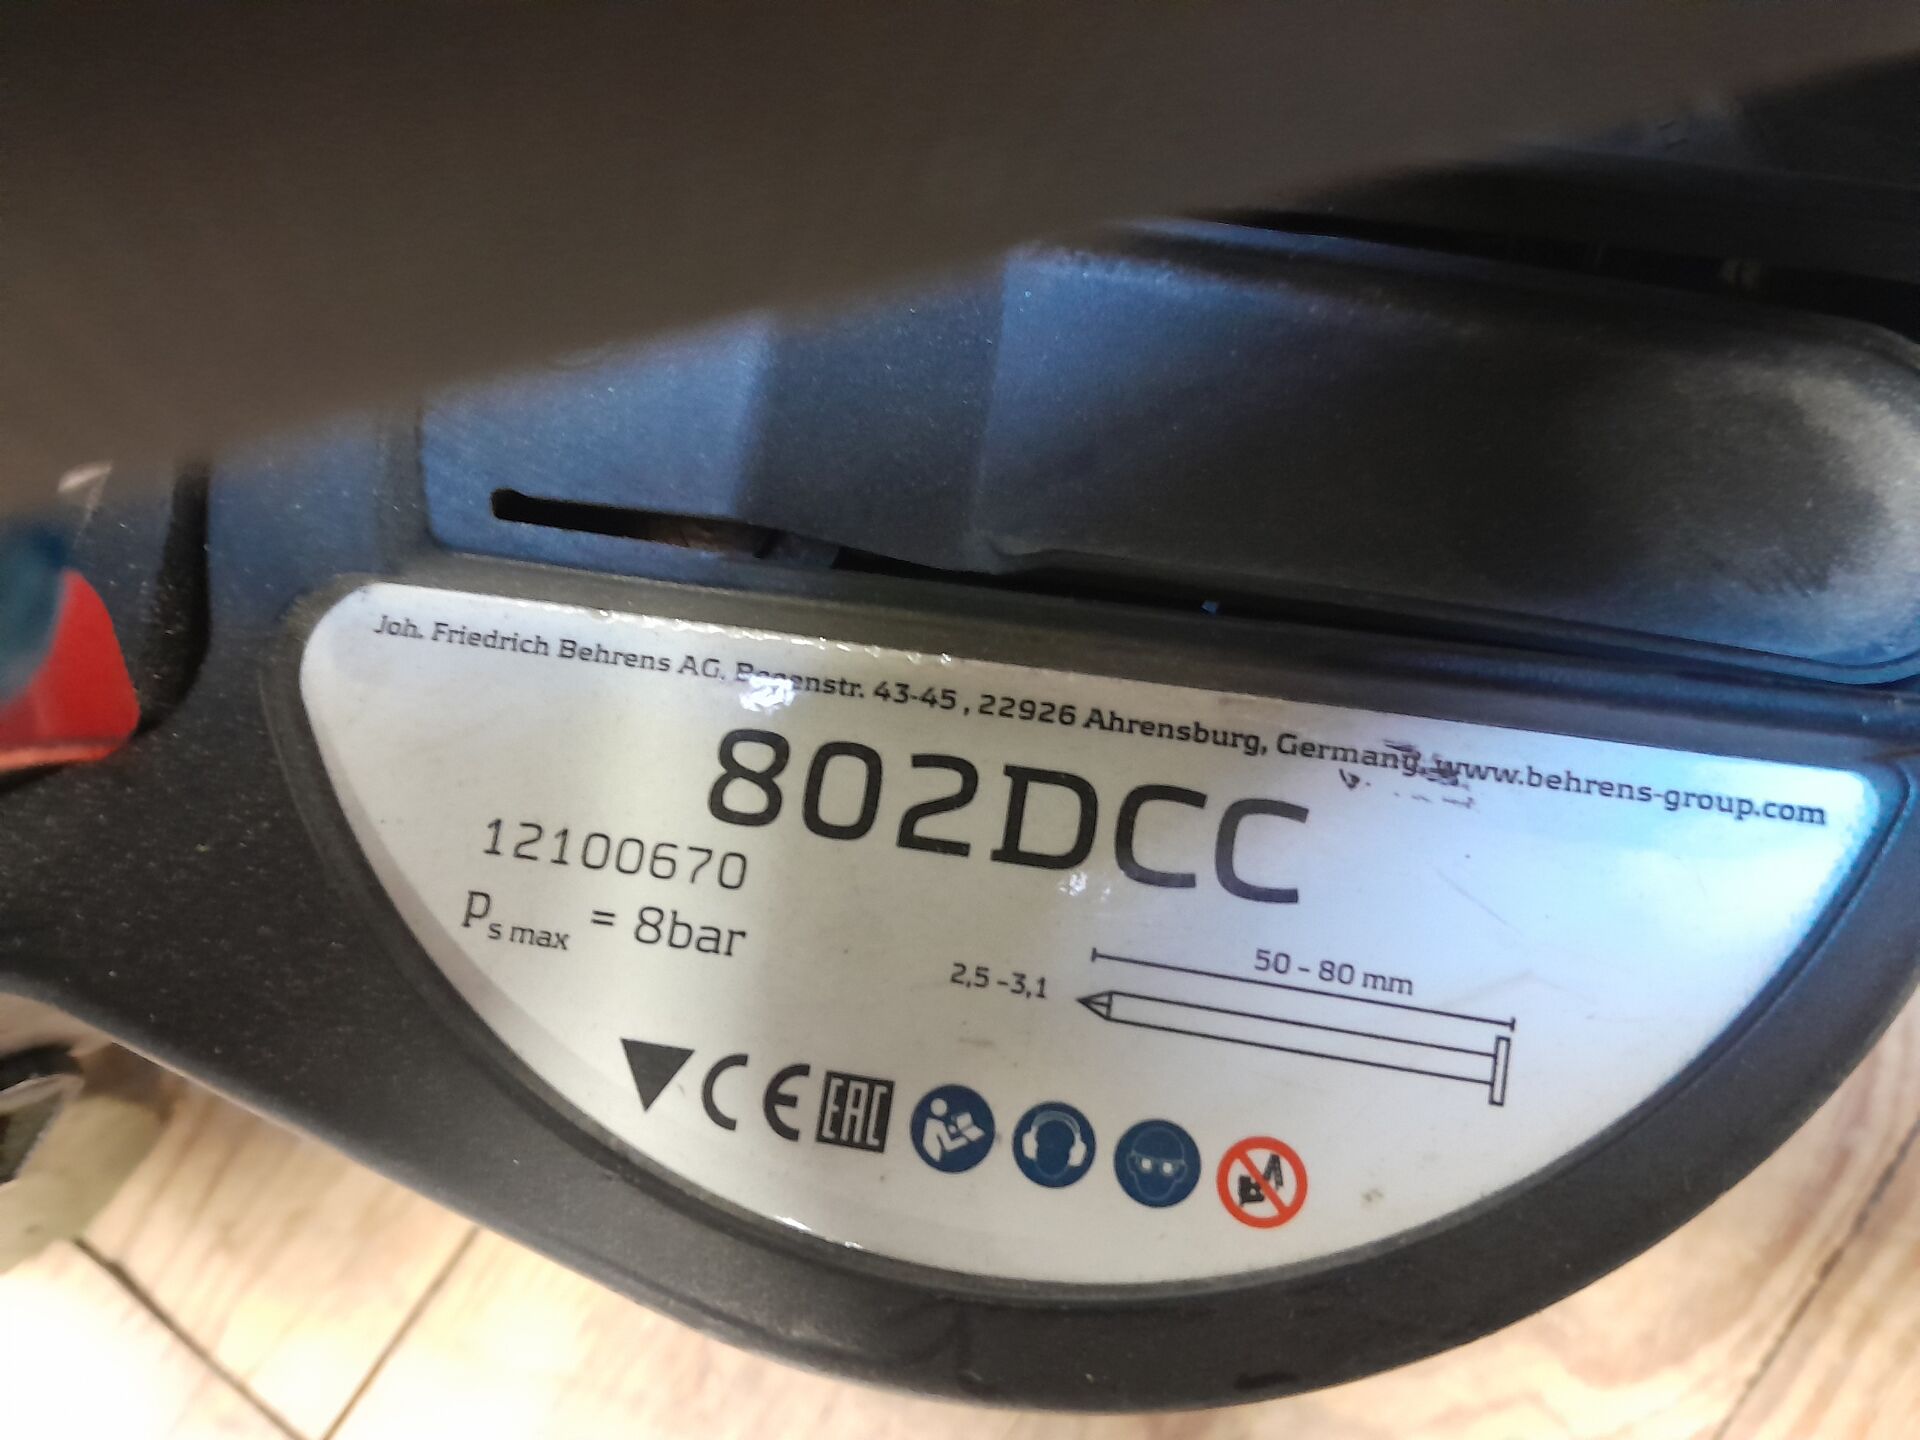 Joh. Friedrich Behrens AG, Bogenstr. 43-45 , 22926 Ahrensburg, Germany, www.behrens-group.com
802DCC
12100670
Ps max = 8bar
50 - 80 mm
2,5 -3,1
CE EAC